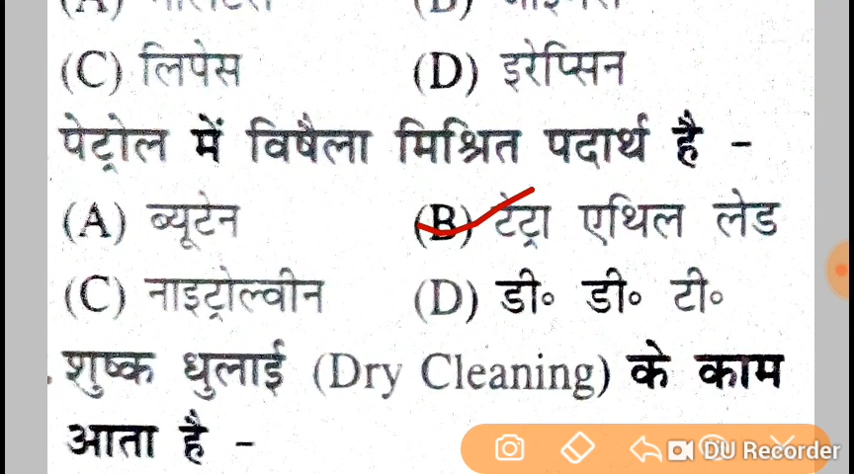 (C) लिपेस (D) इरेप्सिन
पेट्रोल में विषैला मिश्रित पदार्थ है -
(A) ब्यूटेन (B) टेट्रा एथिल लेड
(C) नाइट्रोल्वीन (D) डी॰ डी॰ टी॰
शुष्क धुलाई (Dry Cleaning) के काम
आता है -
DU Recorder